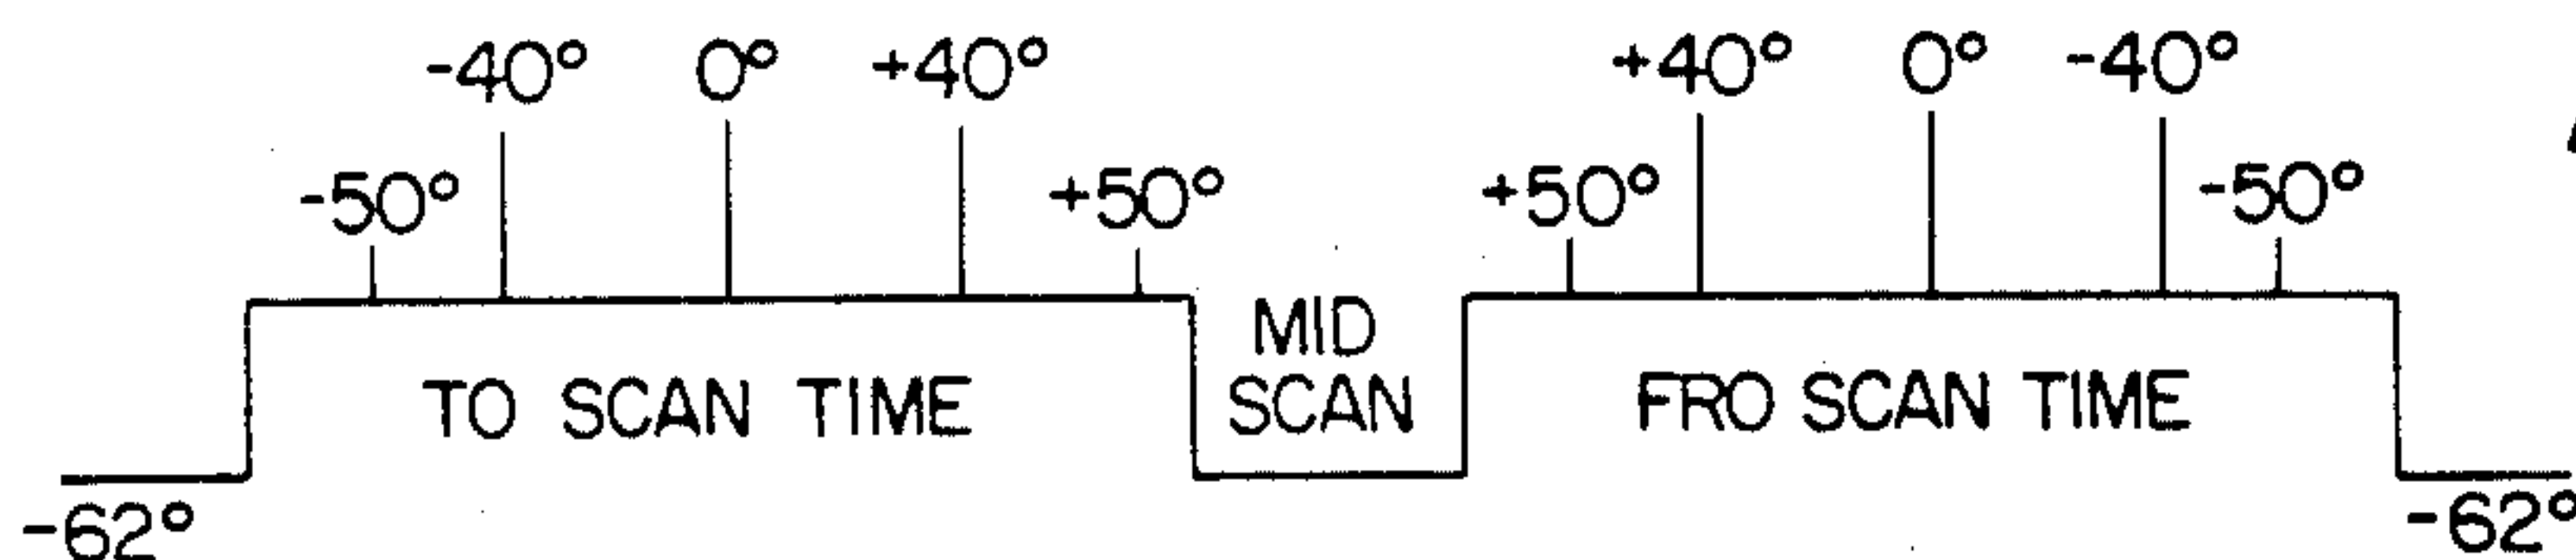 -40° 0° +40° +40° 0° -40°
-50° +50° +50° -50°
MID
SCAN
TO SCAN TIME FRO SCAN TIME
-62° -62°